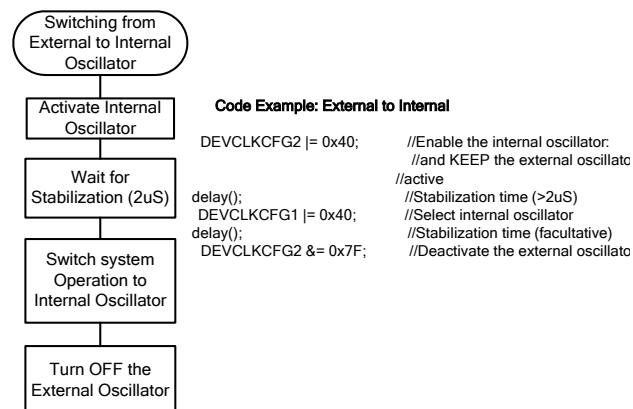 Switching from
External to Internal
Oscillator
Activate Internal
Oscillator
Wait for
Stabilization (2uS)
Switch system
Operation to
Internal Oscillator
Turn OFF the
External Oscillator
Code Example: External to Internal
DEVCLKCFG2 |= 0x40; //Enable the internal oscillator:
//and KEEP the external oscillato
//active
delay(); //Stabilization time (>2uS)
DEVCLKCFG1 |= 0x40; //Select internal oscillator
delay(); //Stabilization time (facultative)
DEVCLKCFG2 &= 0x7F; //Deactivate the external oscillato